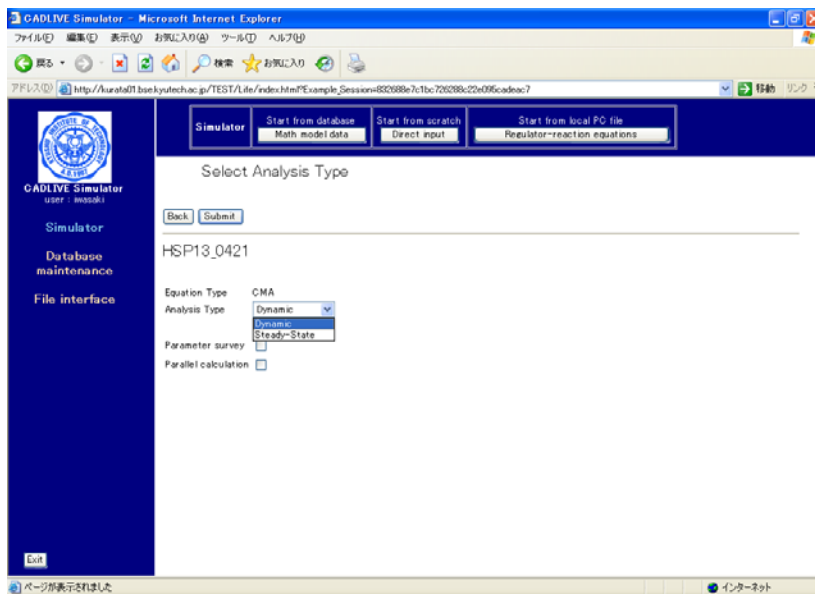 CADLIVE Simulator - Microsoft Internet Explorer
ファイル(F) 編集(E) 表示(V) お気に入り(A) ツール(T) ヘルプ(H)
戻る 検索 お気に入り
アドレス(D) http://kurata01.bse.kyutech.ac.jp/TEST/Life/index.html?Example_Session=832688e7c1bc726288c22e095cadeac7 移動 リンク
Simulator
Start from database
Math model data
Start from scratch
Direct input
Start from local PC file
Regulator-reaction equations
CADLIVE Simulator
user : iwasaki
Simulator
Database
maintenance
File interface
Exit
Select Analysis Type
Back Submit
HSP13_0421
Equation Type CMA
Analysis Type Dynamic
Dynamic
Steady-State
Parameter survey
Parallel calculation
ページが表示されました インターネット